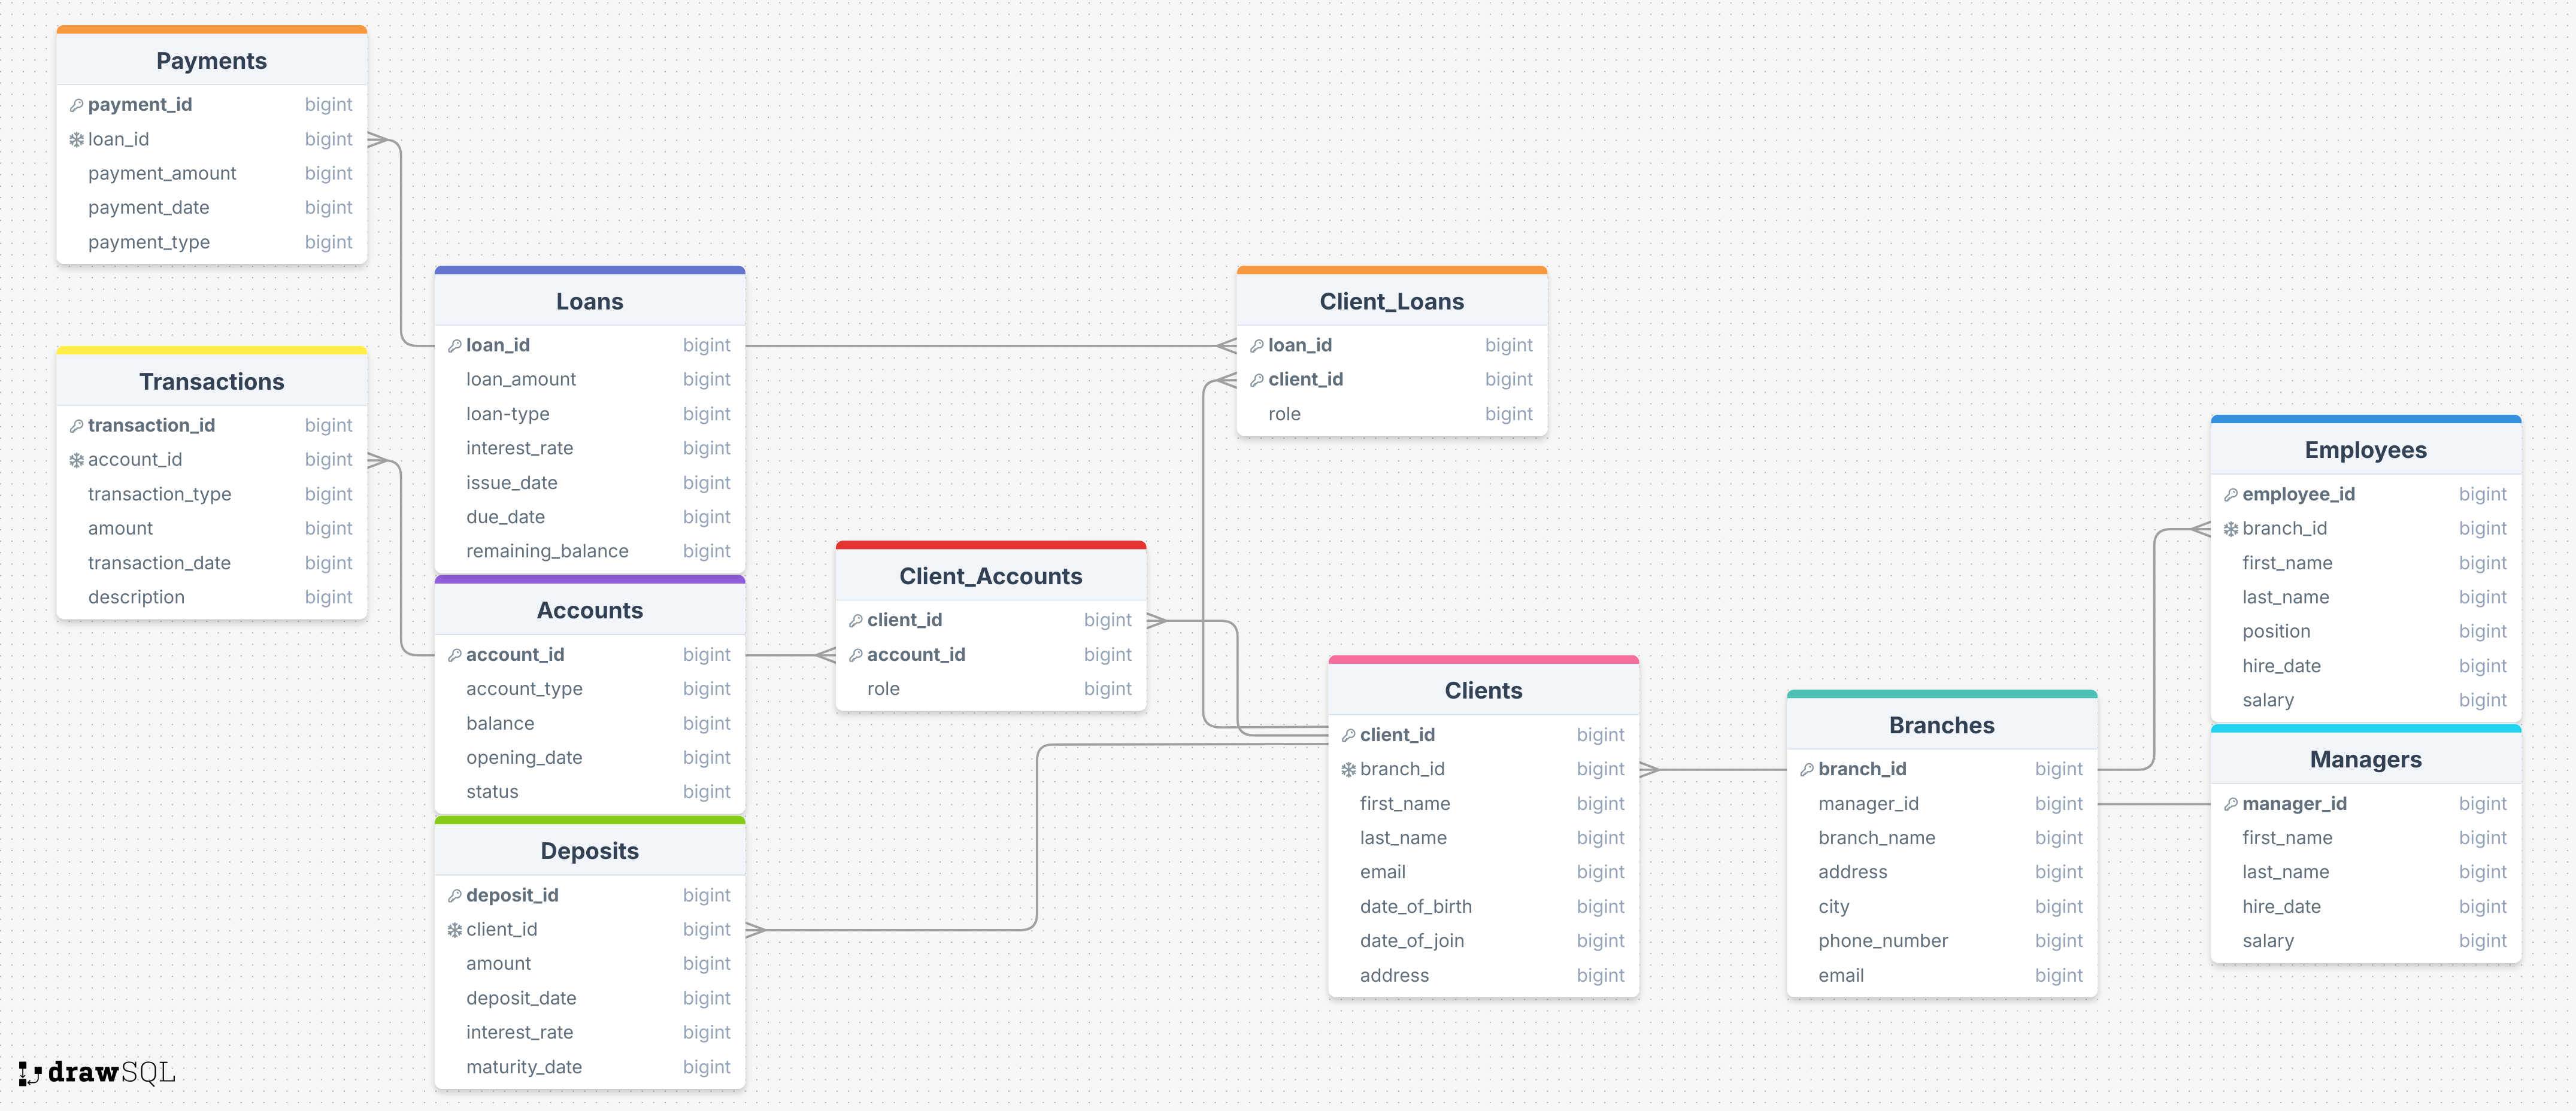 Payments
payment_id bigint
loan_id bigint
payment_amount bigint
payment_date bigint
payment_type bigint
Transactions
transaction_id bigint
account_id bigint
transaction_type bigint
amount bigint
transaction_date bigint
description bigint
Loans
loan_id bigint
loan_amount bigint
loan-type bigint
interest_rate bigint
issue_date bigint
due_date bigint
remaining_balance bigint
Accounts
account_id bigint
account_type bigint
balance bigint
opening_date bigint
status bigint
Deposits
deposit_id bigint
client_id bigint
amount bigint
deposit_date bigint
interest_rate bigint
maturity_date bigint
Client_Accounts
client_id bigint
account_id bigint
role bigint
Client_Loans
loan_id bigint
client_id bigint
role bigint
Clients
client_id bigint
branch_id bigint
first_name bigint
last_name bigint
email bigint
date_of_birth bigint
date_of_join bigint
address bigint
Branches
branch_id bigint
manager_id bigint
branch_name bigint
address bigint
city bigint
phone_number bigint
email bigint
Employees
employee_id bigint
branch_id bigint
first_name bigint
last_name bigint
position bigint
hire_date bigint
salary bigint
Managers
manager_id bigint
first_name bigint
last_name bigint
hire_date bigint
salary bigint
drawSQL